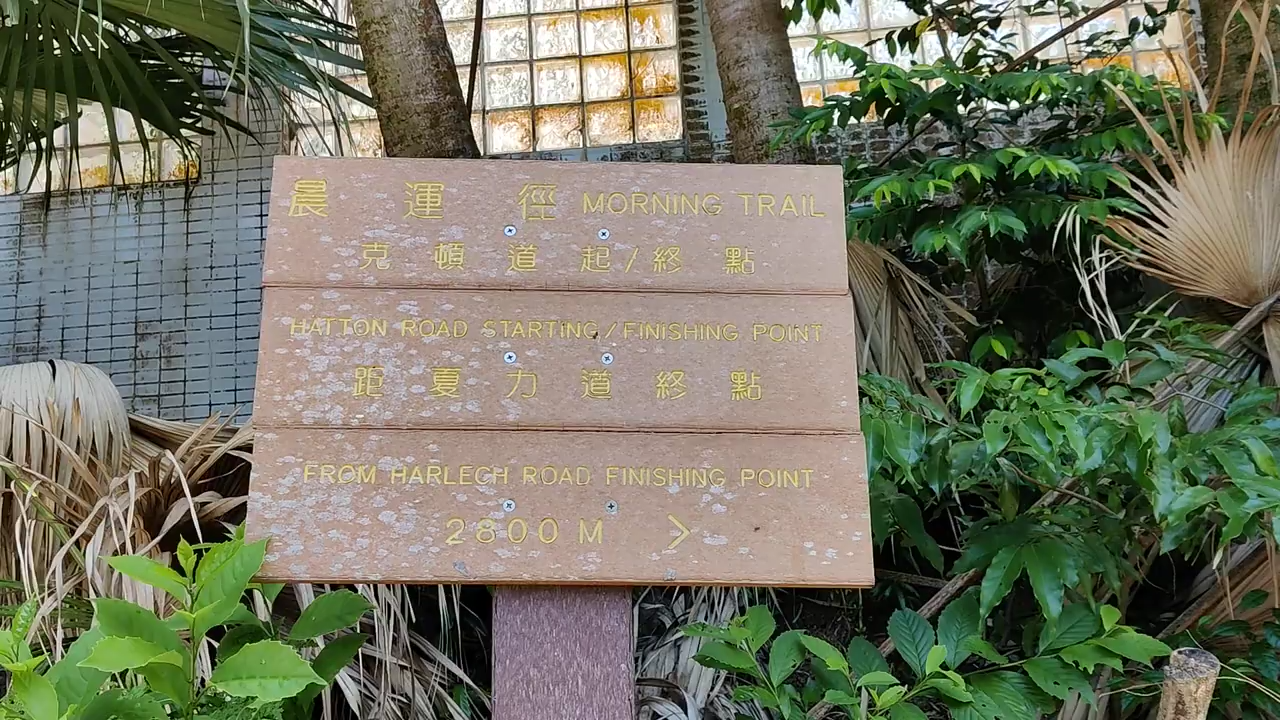 晨運徑 MORNING TRAIL
克頓道起/終點
HATTON ROAD STARTING/FINISHING POINT
距夏力道終點
FROM HARLECH ROAD FINISHING POINT
2800 M >